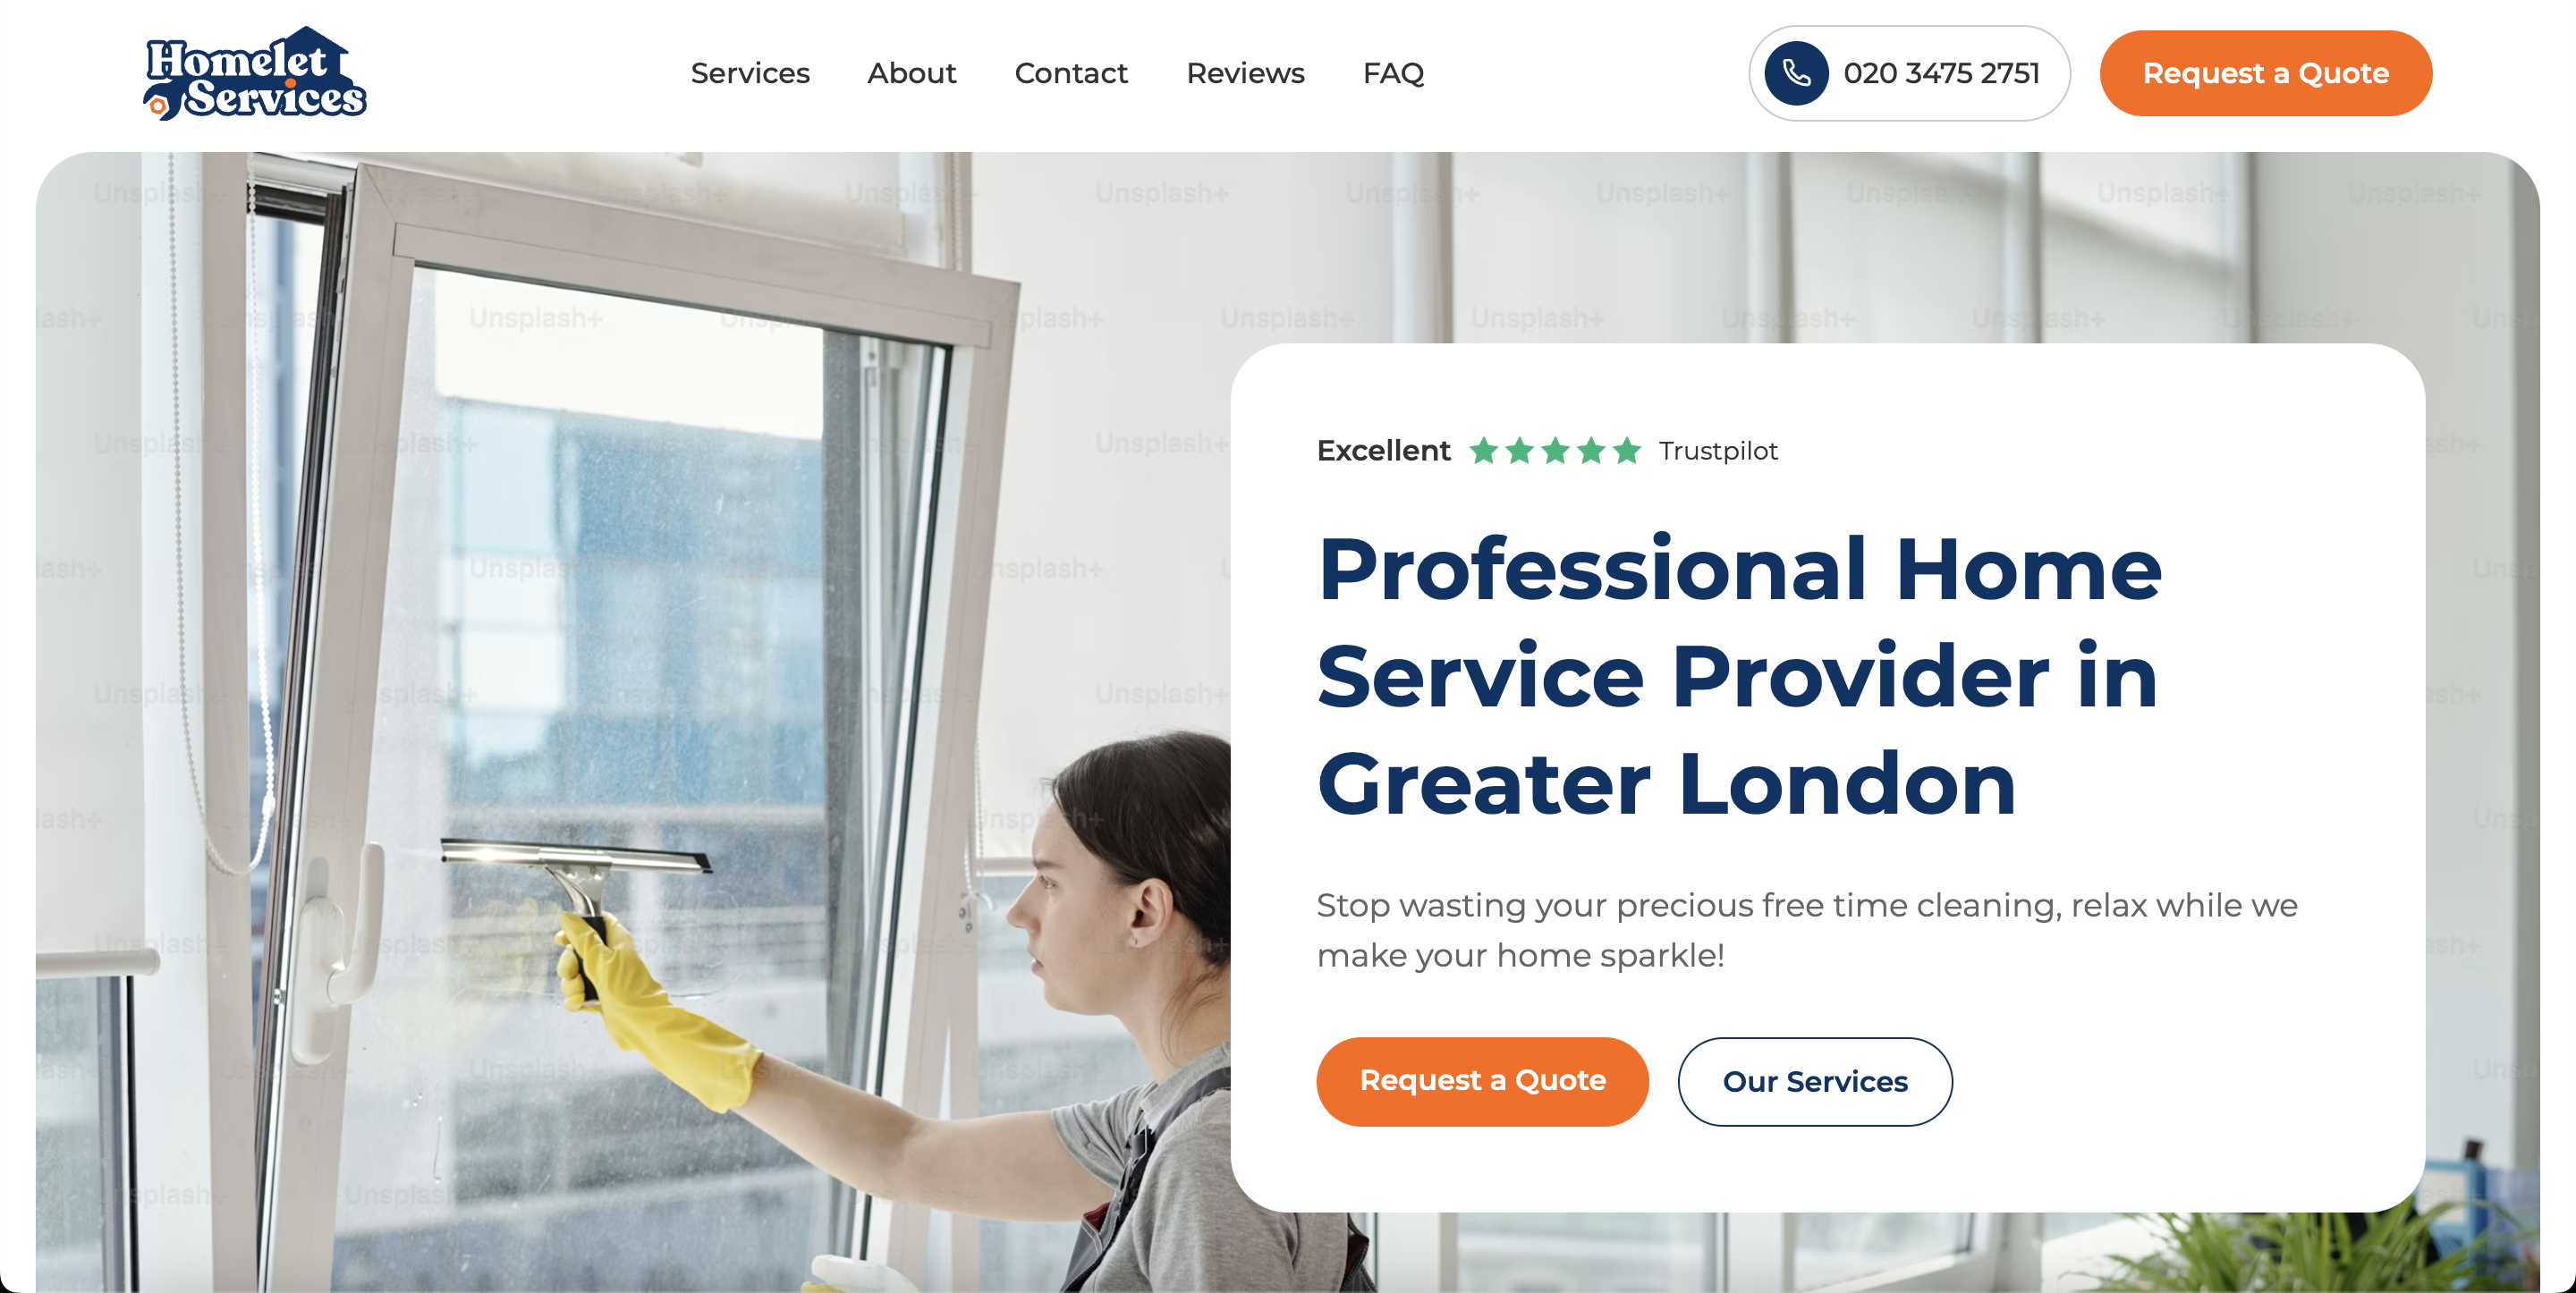 Homelet
Services
Services
About
Contact
Reviews
FAQ
020 3475 2751
Request a Quote
Excellent
Trustpilot
Professional Home
Service Provider in
Greater London
Stop wasting your precious free time cleaning, relax while we
make your home sparkle!
Request a Quote
Our Services
Unsplash+